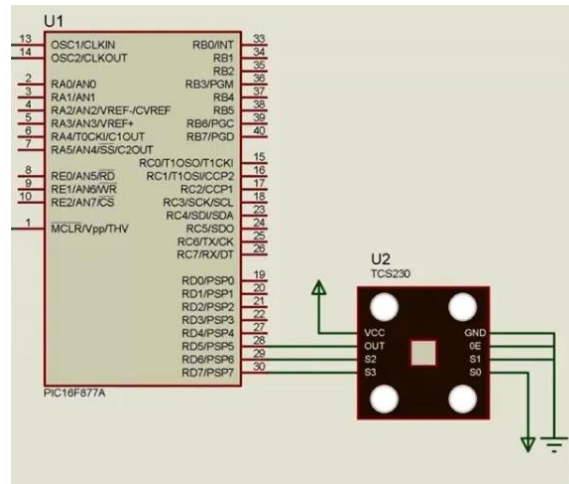 U1
13 OSC1/CLKIN
14 OSC2/CLKOUT
2 RA0/AN0
3 RA1/AN1
4 RA2/AN2/VREF-/CVREF
5 RA3/AN3/VREF+
6 RA4/T0CKI/C1OUT
7 RA5/AN4/SS/C2OUT
8 RE0/AN5/RD
9 RE1/AN6/WR
10 RE2/AN7/CS
1 MCLR/Vpp/THV
RB0/INT 33
RB1 34
RB2 35
RB3/PGM 36
RB4 37
RB5 38
RB6/PGC 39
RB7/PGD 40
RC0/T1OSO/T1CKI 15
RC1/T1OSI/CCP2 16
RC2/CCP1 17
RC3/SCK/SCL 18
RC4/SDI/SDA 23
RC5/SDO 24
RC6/TX/CK 25
RC7/RX/DT 26
RD0/PSP0 19
RD1/PSP1 20
RD2/PSP2 21
RD3/PSP3 22
RD4/PSP4 27
RD5/PSP5 28
RD6/PSP6 29
RD7/PSP7 30
PIC16F877A
U2
TCS230
VCC GND
OUT 0E
S2 S1
S3 S0